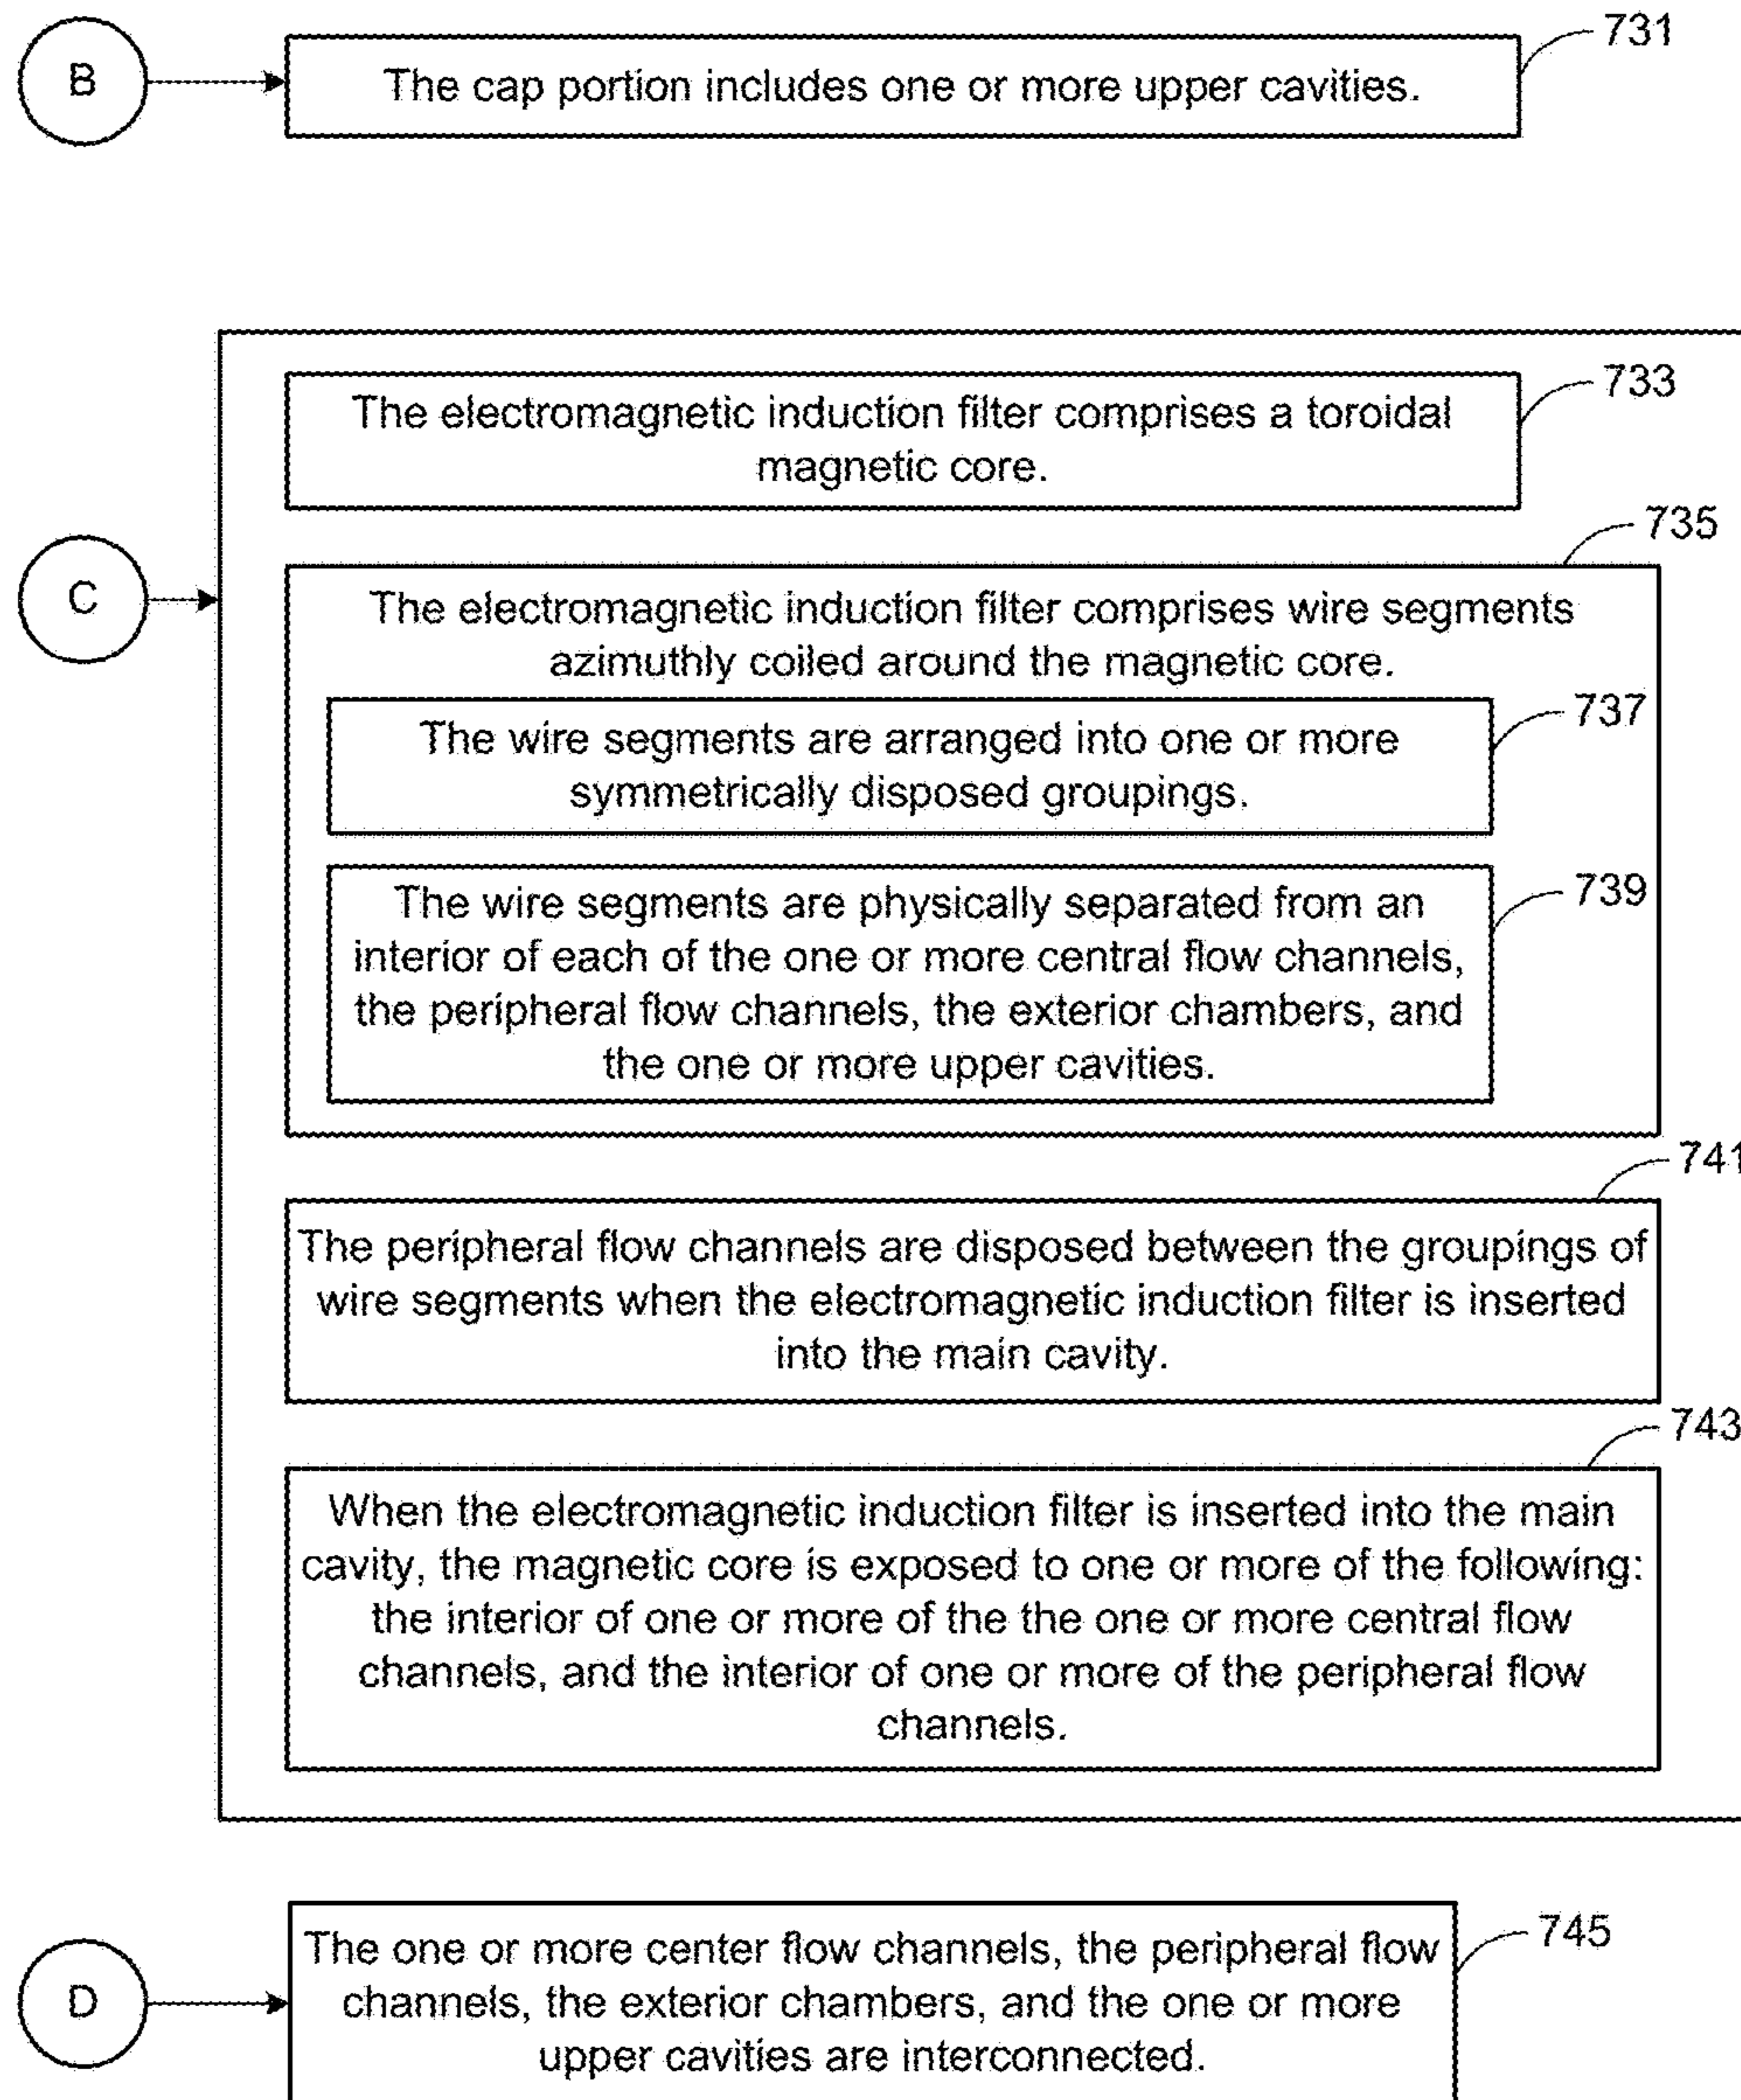 B
731
The cap portion includes one or more upper cavities.
733
The electromagnetic induction filter comprises a toroidal
magnetic core.
C
735
The electromagnetic induction filter comprises wire segments
azimuthly coiled around the magnetic core.
737
The wire segments are arranged into one or more
symmetrically disposed groupings.
739
The wire segments are physically separated from an
interior of each of the one or more central flow channels,
the peripheral flow channels, the exterior chambers, and
the one or more upper cavities.
741
The peripheral flow channels are disposed between the groupings of
wire segments when the electromagnetic induction filter is inserted
into the main cavity.
743
When the electromagnetic induction filter is inserted into the main
cavity, the magnetic core is exposed to one or more of the following:
the interior of one or more of the the one or more central flow
channels, and the interior of one or more of the peripheral flow
channels.
D
745
The one or more center flow channels, the peripheral flow
channels, the exterior chambers, and the one or more
upper cavities are interconnected.